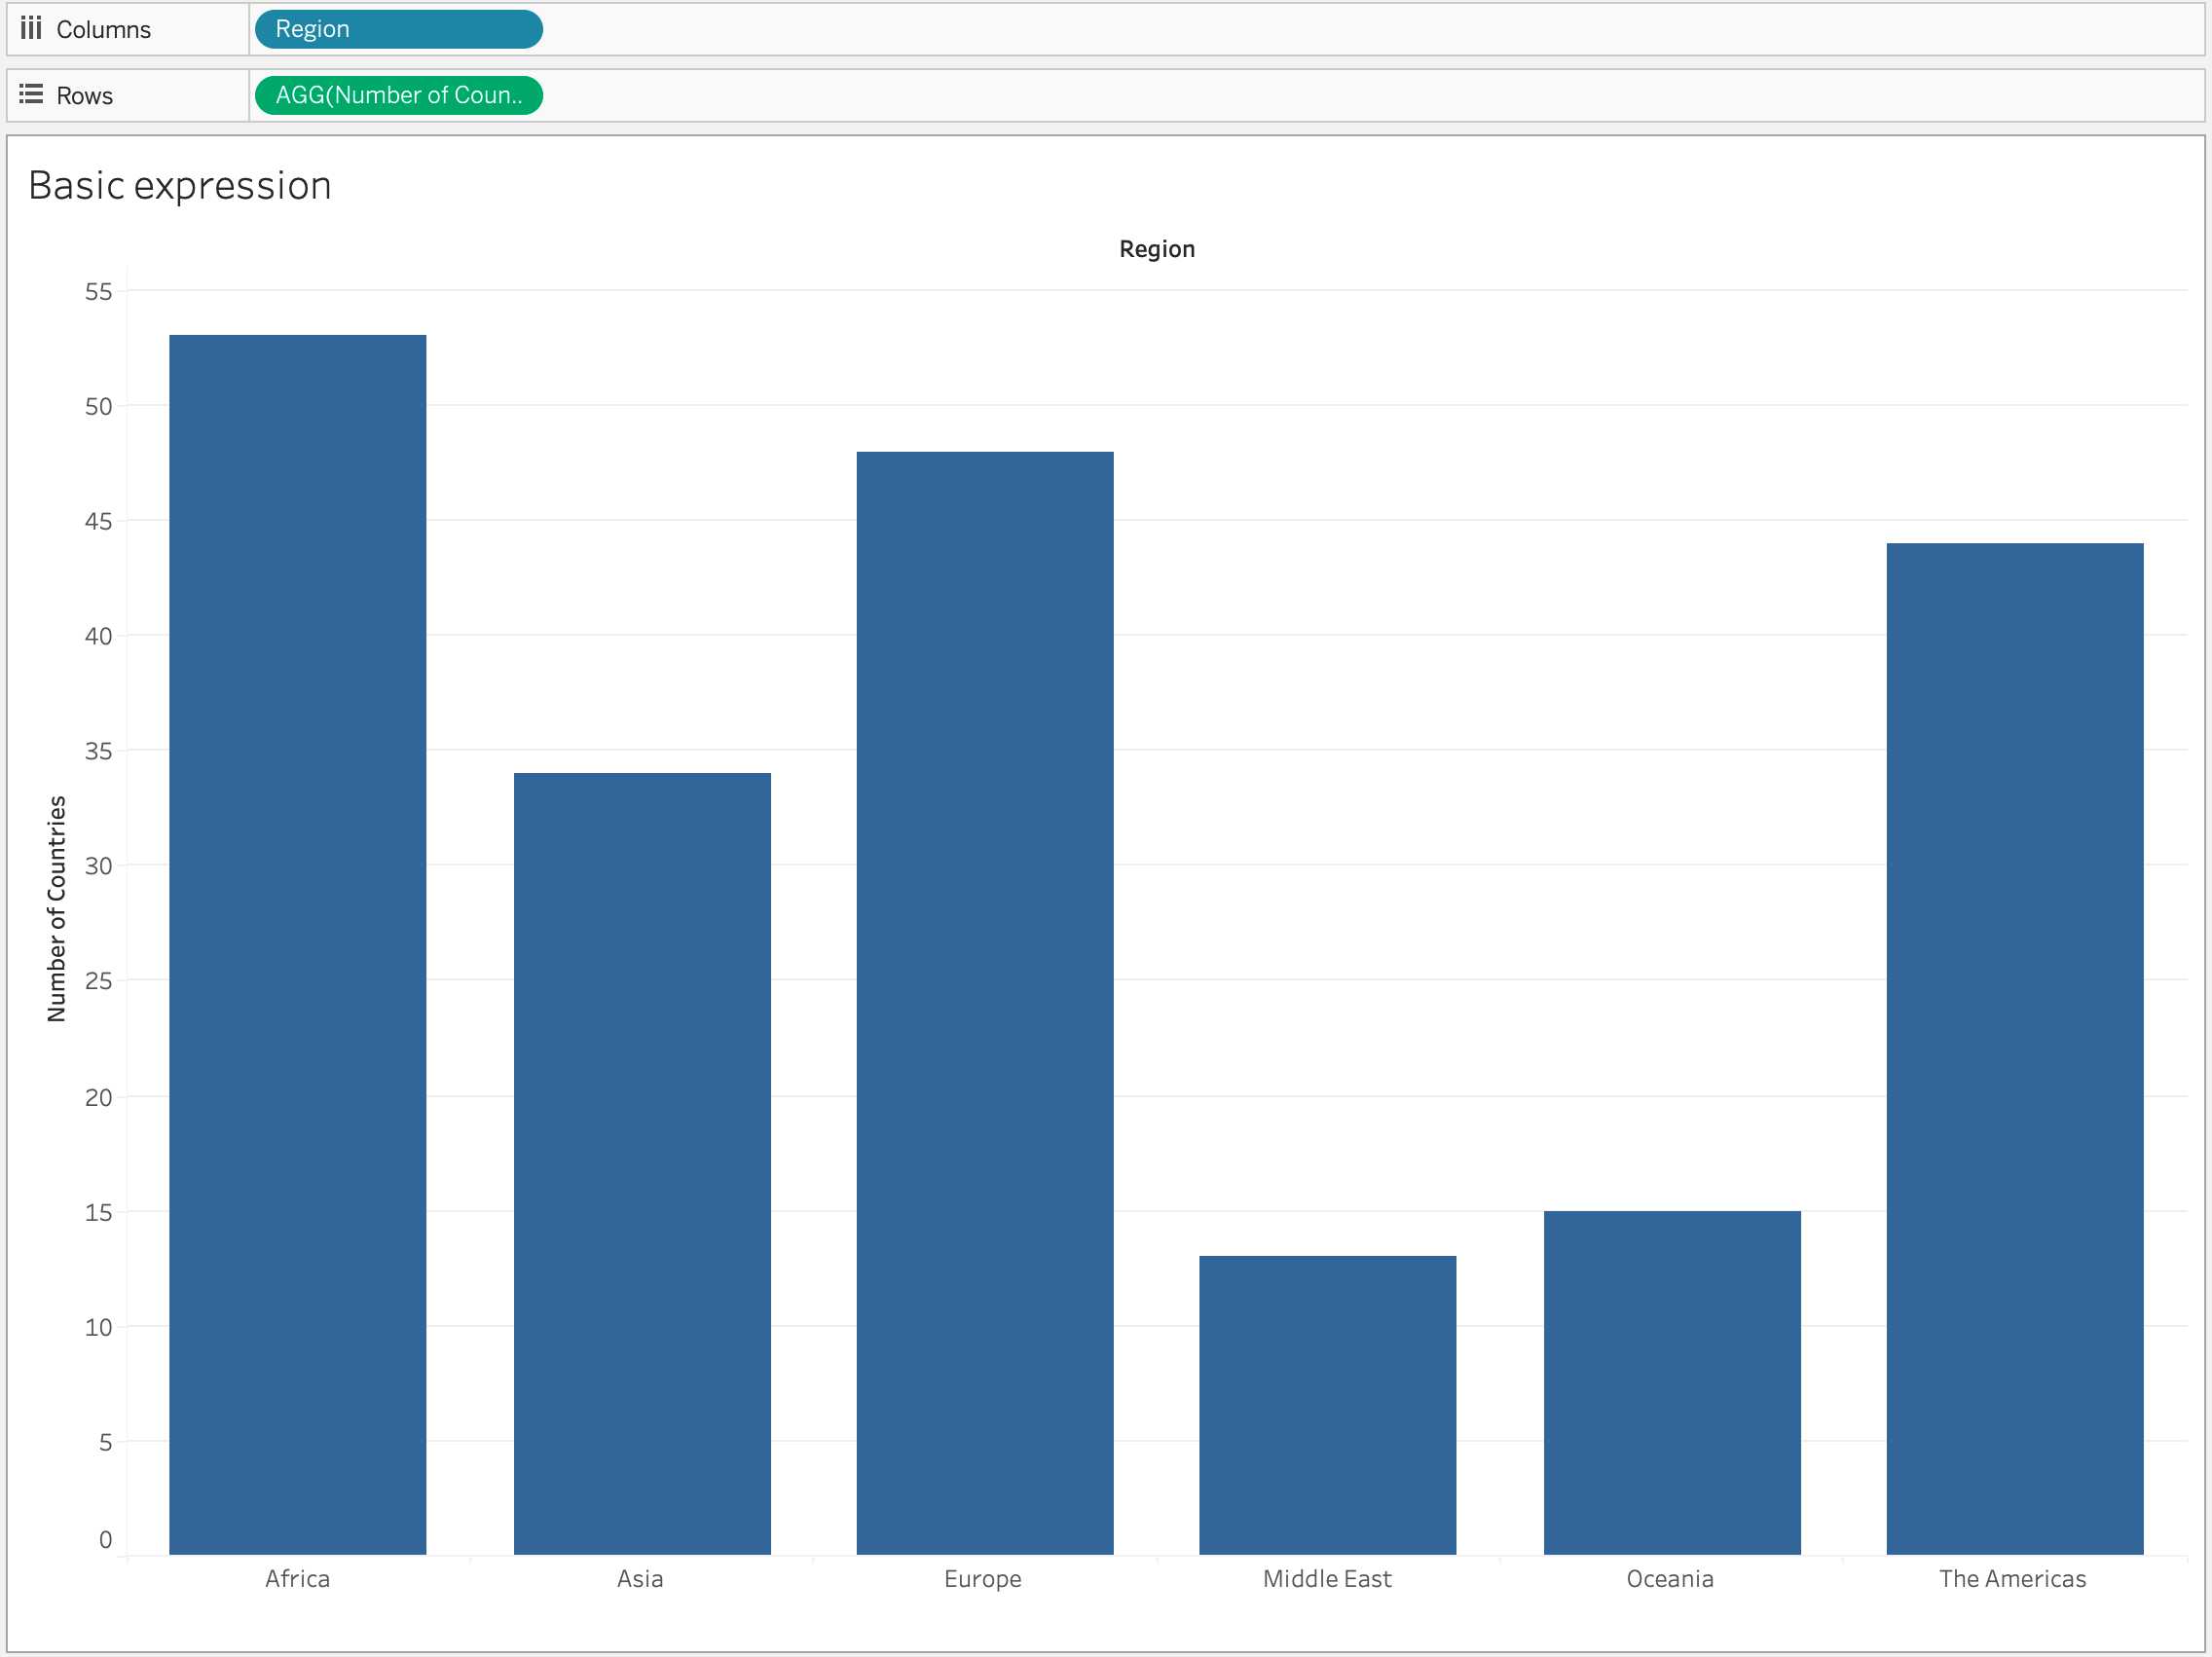 Columns
Region
Rows
AGG(Number of Coun..
Basic expression
Region
55
50
45
40
35
30
25
20
15
10
5
0
Number of Countries
Africa Asia Europe Middle East Oceania The Americas